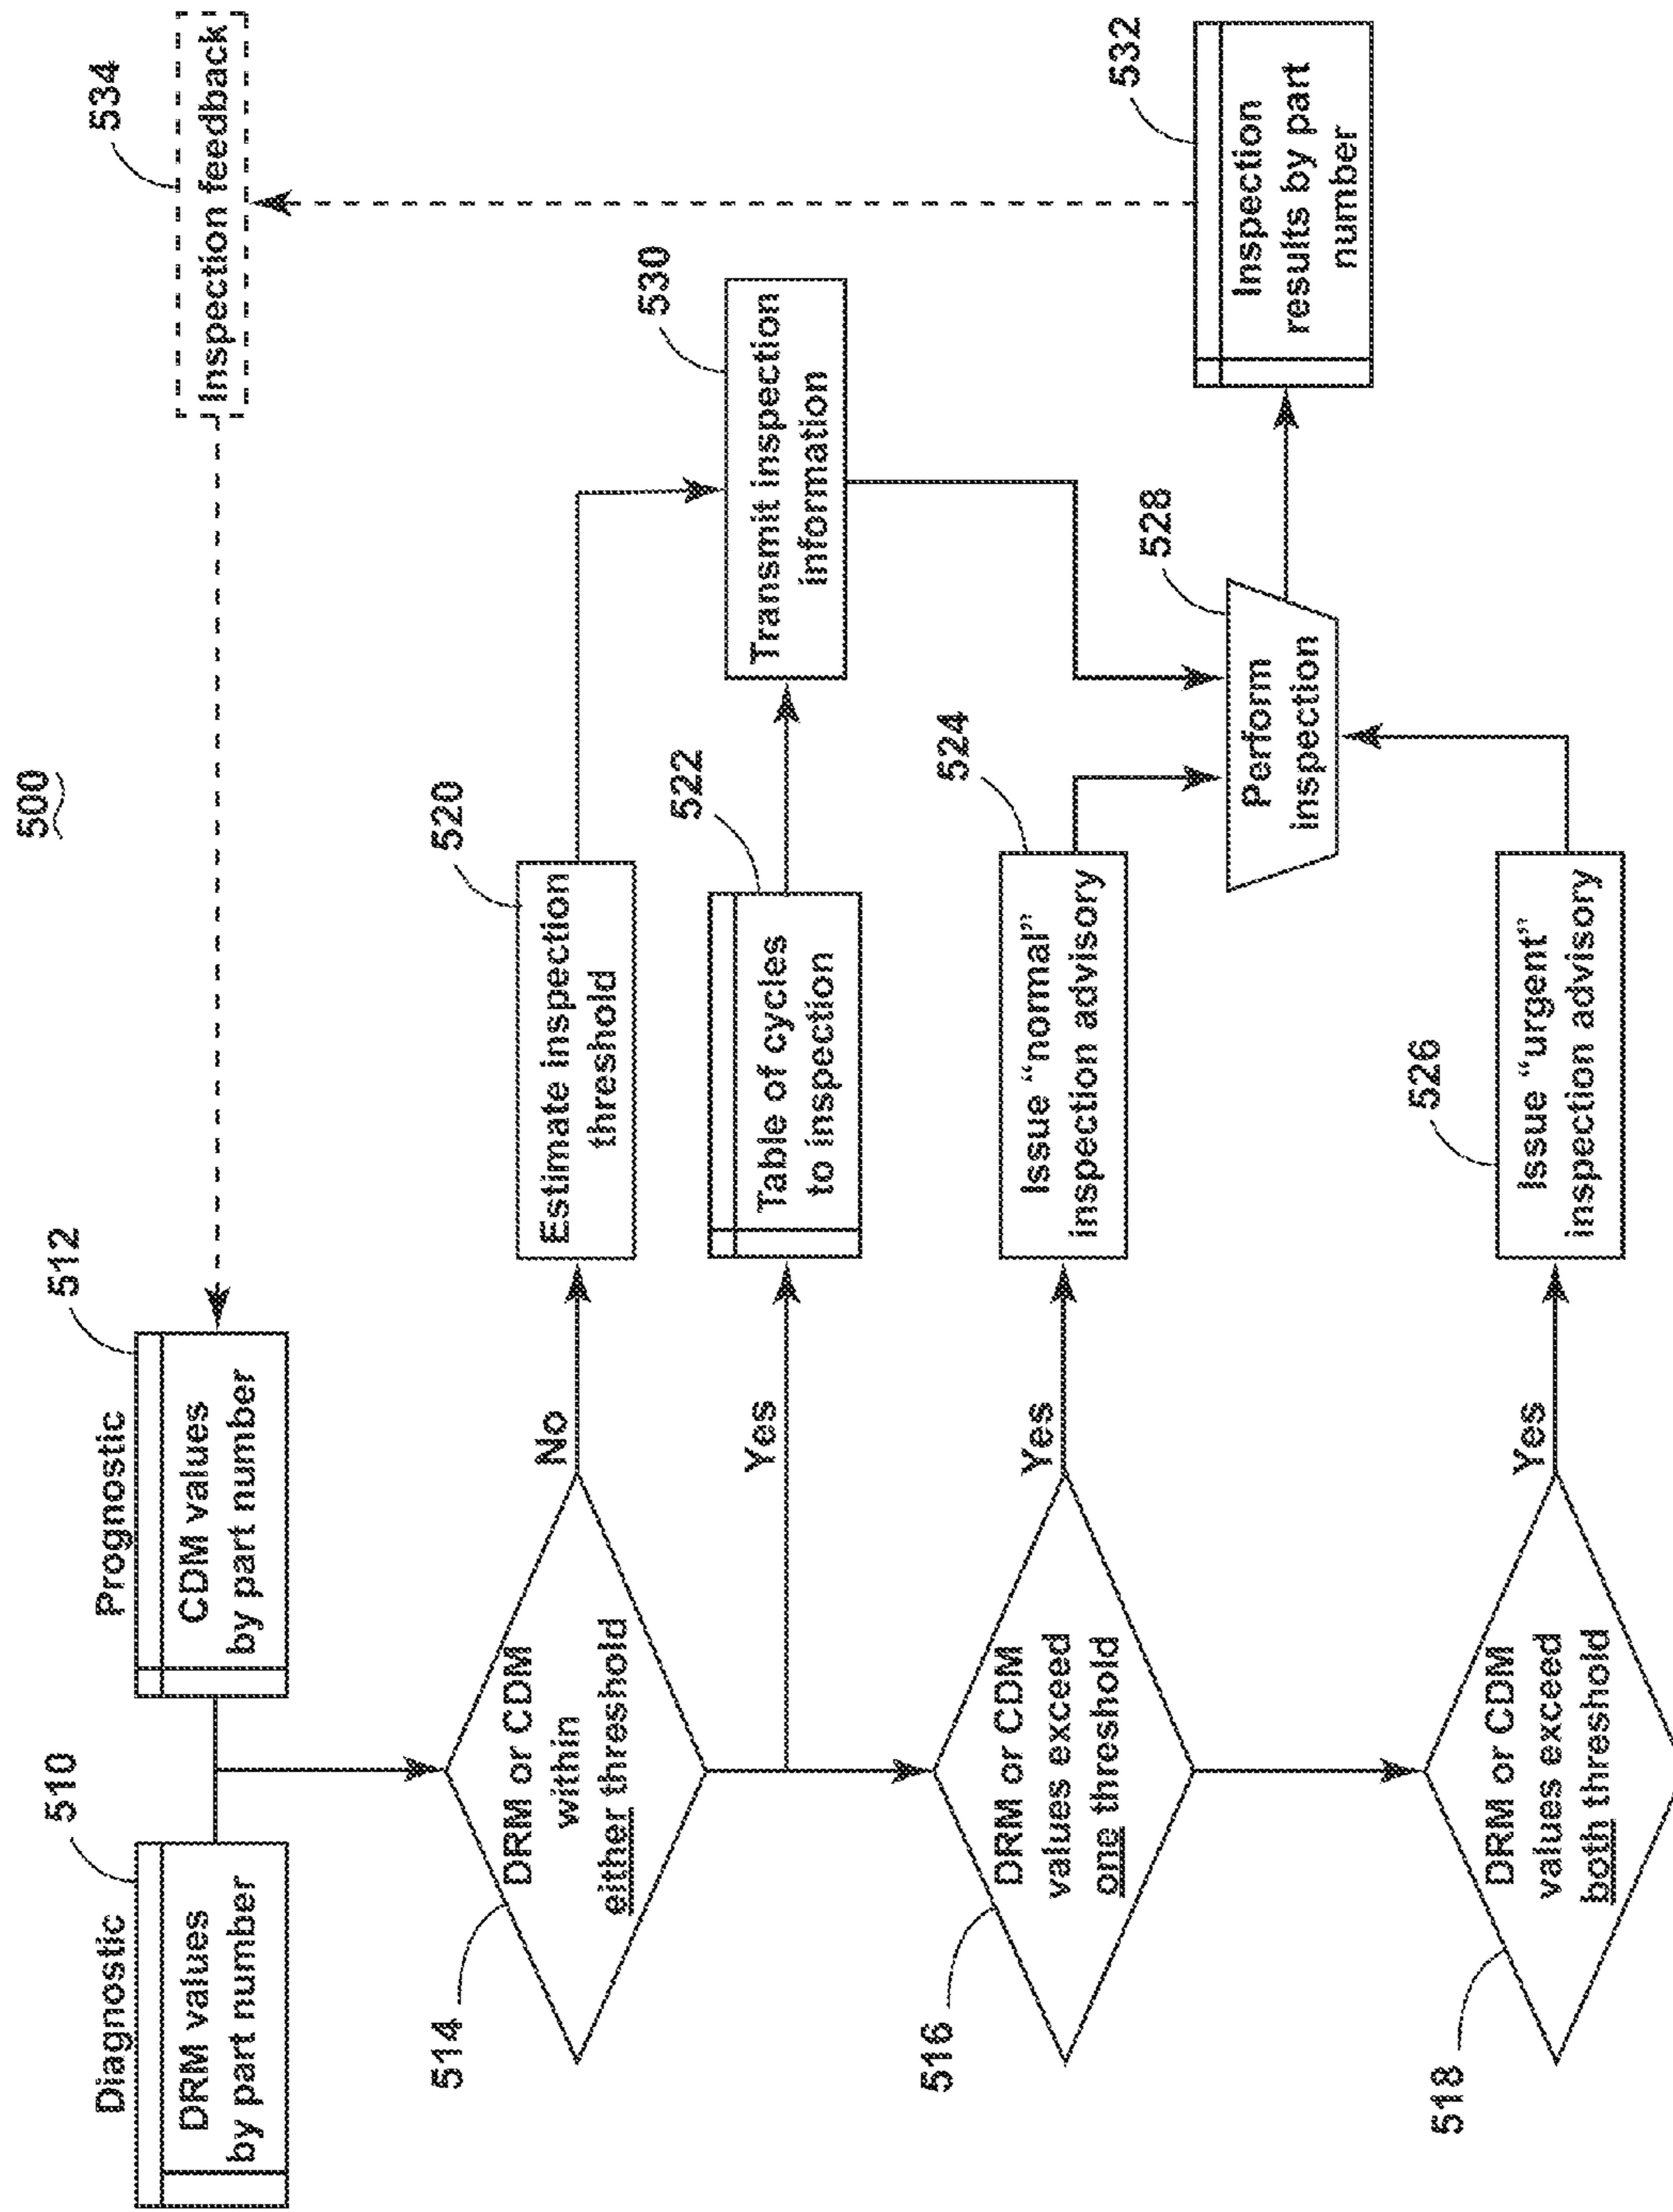 500
Diagnostic
510
DRM values
by part number
Prognostic
512
CDM values
by part number
534
Inspection feedback
514
DRM or CDM
within
either threshold
No
520
Estimate inspection
threshold
Yes
522
Table of cycles
to inspection
530
Transmit inspection
information
516
DRM or CDM
values exceed
one threshold
Yes
524
Issue “normal”
inspection advisory
528
Perform
inspection
532
Inspection
results by part
number
518
DRM or CDM
values exceed
both threshold
Yes
526
Issue “urgent”
inspection advisory